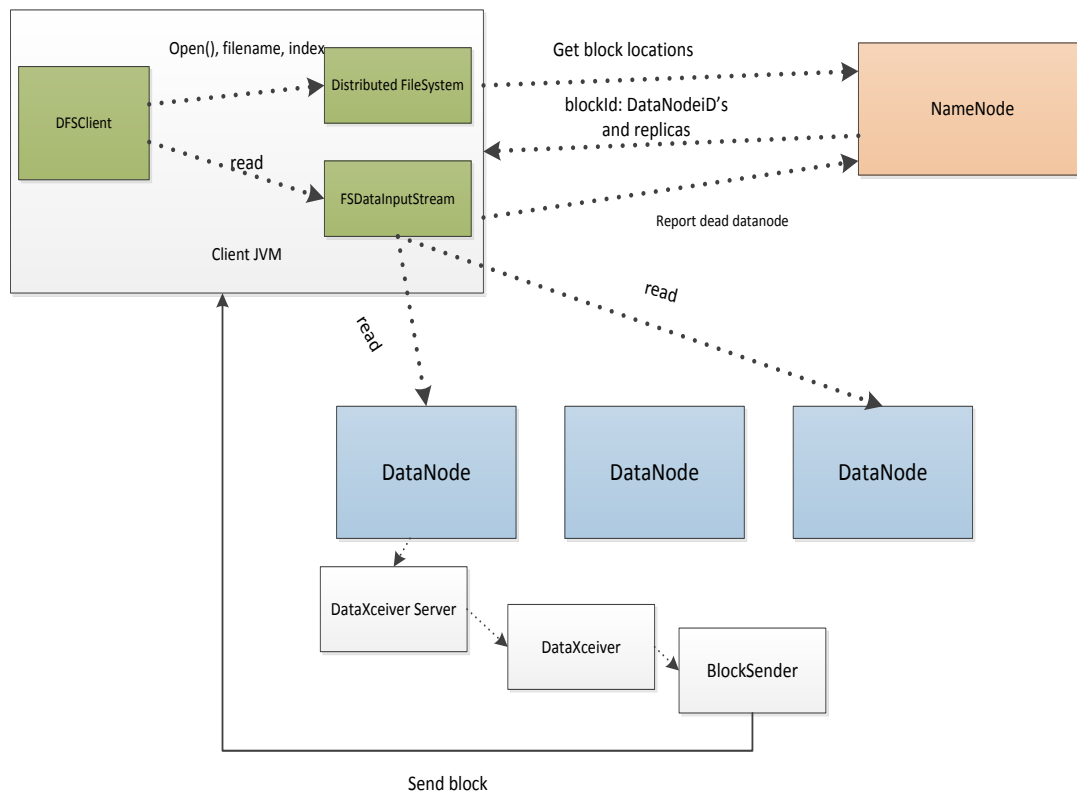 Open(), filename, index
Get block locations
Distributed FileSystem
DFSClient
blockId: DataNodeiD's
and replicas
NameNode
read
FSDataInputStream
Report dead datanode
Client JVM
read
read
DataNode
DataNode
DataNode
DataXceiver Server
DataXceiver
BlockSender
Send block